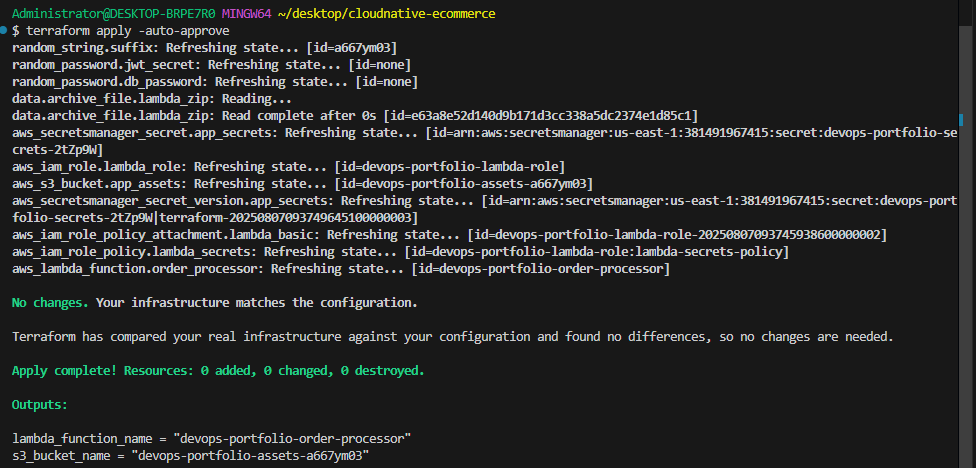 Administrator@DESKTOP-BRPE7R0 MINGW64 ~/desktop/cloudnative-ecommerce
$ terraform apply -auto-approve
random_string.suffix: Refreshing state... [id=a667ym03]
random_password.jwt_secret: Refreshing state... [id=none]
random_password.db_password: Refreshing state... [id=none]
data.archive_file.lambda_zip: Reading...
data.archive_file.lambda_zip: Read complete after 0s [id=e63a8e52d140d9b171d3cc338a5dc2374e1d85c1]
aws_secretsmanager_secret.app_secrets: Refreshing state... [id=arn:aws:secretsmanager:us-east-1:381491967415:secret:devops-portfolio-se
crets-2tZp9W]
aws_iam_role.lambda_role: Refreshing state... [id=devops-portfolio-lambda-role]
aws_s3_bucket.app_assets: Refreshing state... [id=devops-portfolio-assets-a667ym03]
aws_secretsmanager_secret_version.app_secrets: Refreshing state... [id=arn:aws:secretsmanager:us-east-1:381491967415:secret:devops-port
folio-secrets-2tZp9W|terraform-20250807093749645100000003]
aws_iam_role_policy_attachment.lambda_basic: Refreshing state... [id=devops-portfolio-lambda-role-20250807093745938600000002]
aws_iam_role_policy.lambda_secrets: Refreshing state... [id=devops-portfolio-lambda-role:lambda-secrets-policy]
aws_lambda_function.order_processor: Refreshing state... [id=devops-portfolio-order-processor]
No changes. Your infrastructure matches the configuration.
Terraform has compared your real infrastructure against your configuration and found no differences, so no changes are needed.
Apply complete! Resources: 0 added, 0 changed, 0 destroyed.
Outputs:
lambda_function_name = "devops-portfolio-order-processor"
s3_bucket_name = "devops-portfolio-assets-a667ym03"